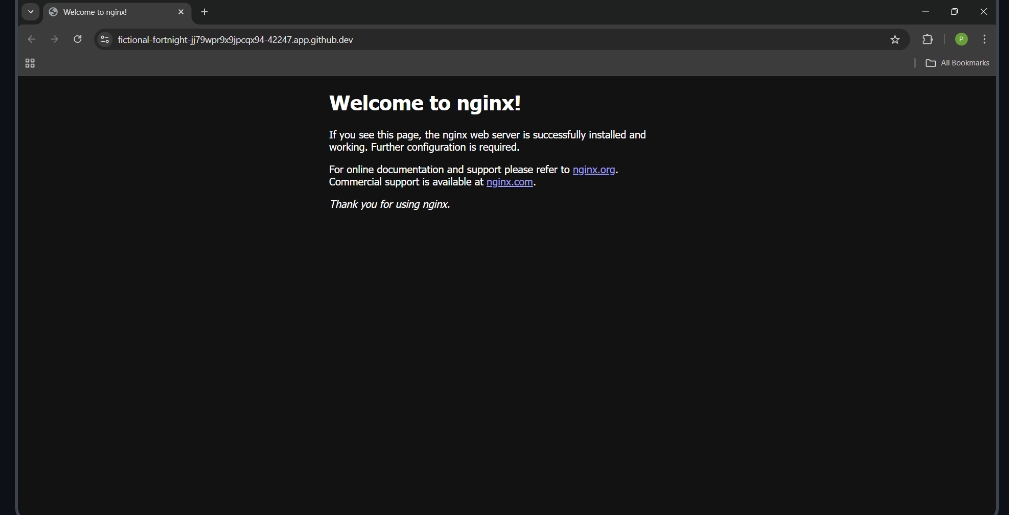 Welcome to nginx!
fictional-fortnight-jj79wpr9x9jpcqx94-42247.app.github.dev
P
All Bookmarks
Welcome to nginx!
If you see this page, the nginx web server is successfully installed and
working. Further configuration is required.
For online documentation and support please refer to nginx.org.
Commercial support is available at nginx.com.
Thank you for using nginx.